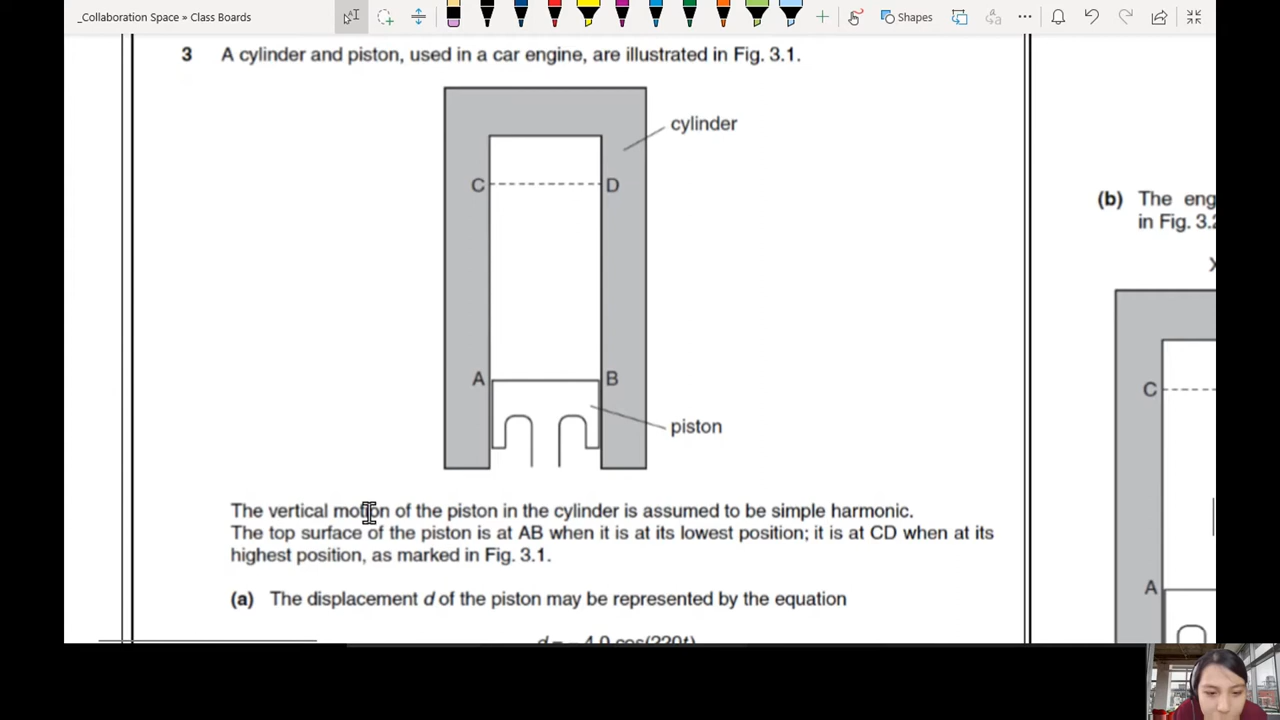 _Collaboration Space » Class Boards
Shapes
3 A cylinder and piston, used in a car engine, are illustrated in Fig. 3.1.
cylinder
C D
A B
piston
The vertical motion of the piston in the cylinder is assumed to be simple harmonic.
The top surface of the piston is at AB when it is at its lowest position; it is at CD when at its
highest position, as marked in Fig. 3.1.
(a) The displacement d of the piston may be represented by the equation
d = – 4.0 cos(220t)
(b) The eng
in Fig. 3.2
X
C
A